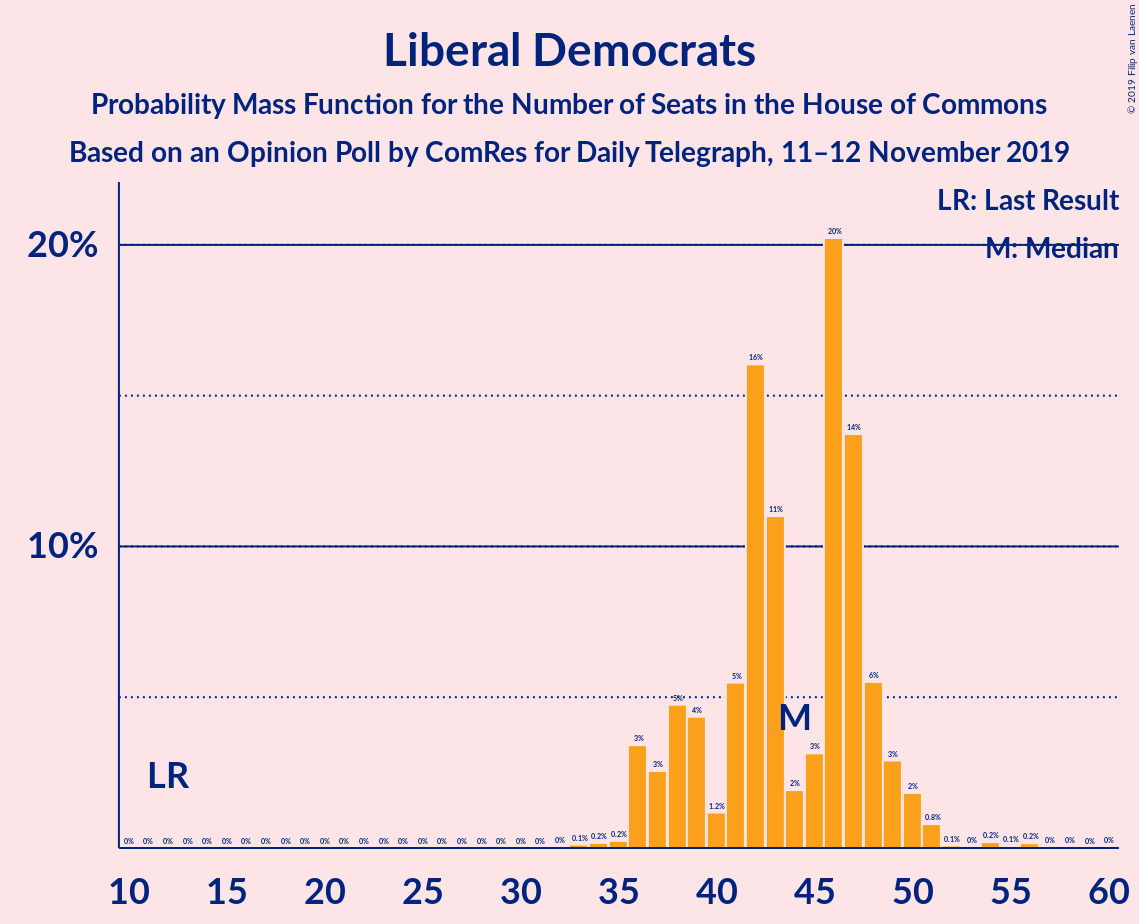 Liberal Democrats
Probability Mass Function for the Number of Seats in the House of Commons
Based on an Opinion Poll by ComRes for Daily Telegraph, 11–12 November 2019
© 2019 Filip van Laenen
LR: Last Result
M: Median
20%
10%
20%
16%
14%
11%
5%
5%
6%
4%
M
3%
3%
3%
3%
2%
2%
LR
1.2%
0.8%
0% 0% 0% 0% 0% 0% 0% 0% 0% 0% 0% 0% 0% 0% 0% 0% 0% 0% 0% 0% 0% 0% 0% 0.1% 0.2% 0.2% 0.1% 0% 0.2% 0.1% 0.2% 0% 0% 0% 0%
10 15 20 25 30 35 40 45 50 55 60